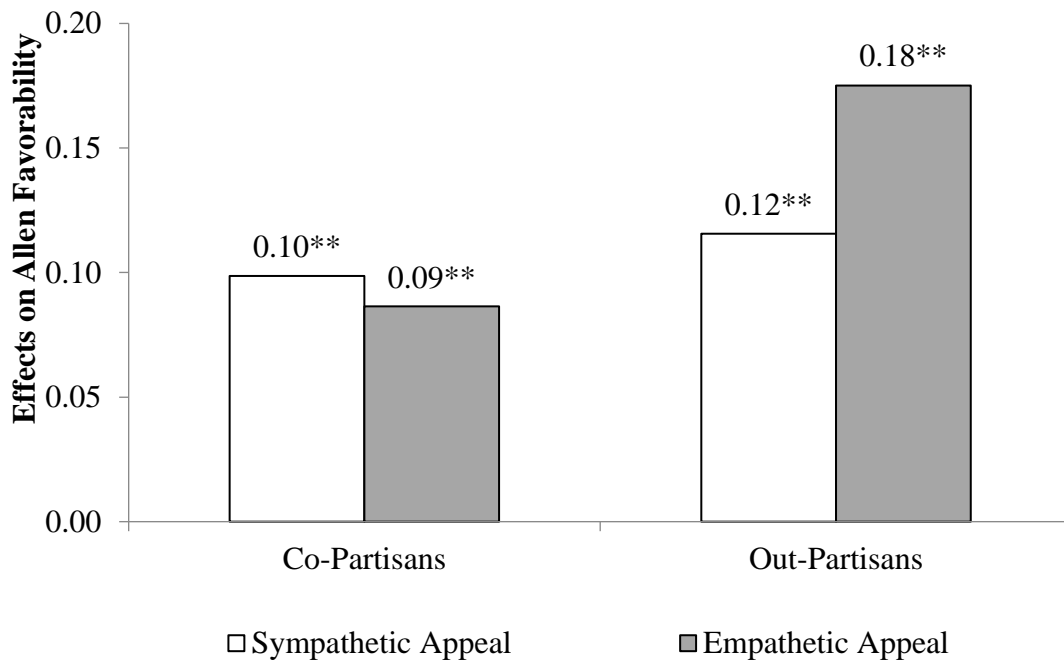 Effects on Allen Favorability
0.20
0.15
0.10
0.05
0.00
0.10**
0.09**
0.12**
0.18**
Co-Partisans
Out-Partisans
Sympathetic Appeal
Empathetic Appeal